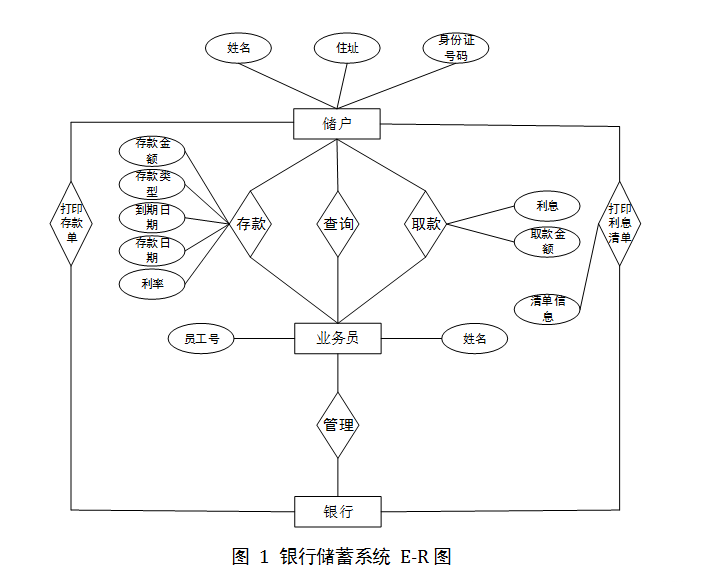 姓名
住址
身份证
号码
储户
存款金
额
存款类
型
到期日
期
存款日
期
利率
打印
存款
单
存款
查询
取款
利息
取款金
额
打印
利息
清单
清单信
息
员工号
业务员
姓名
管理
银行
图 1 银行储蓄系统 E-R 图